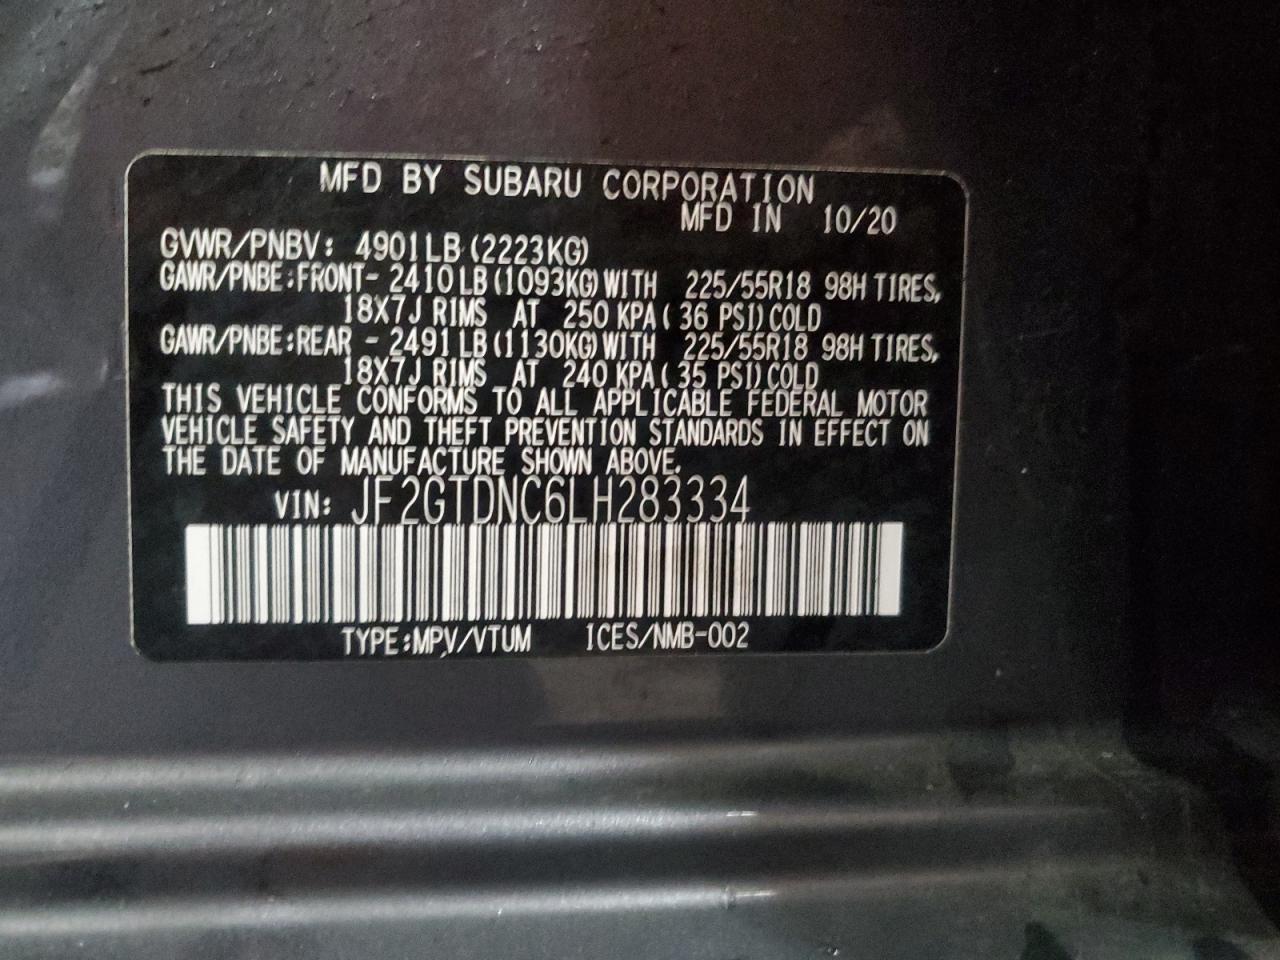 MFD BY SUBARU CORPORATION
MFD IN 10/20
GVWR/PNBV: 4901LB (2223KG)
GAWR/PNBE:FRONT- 2410LB (1093KG) WITH 225/55R18 98H TIRES,
18X7J RIMS AT 250 KPA ( 36 PSI) COLD
GAWR/PNBE:REAR - 2491LB (1130KG) WITH 225/55R18 98H TIRES,
18X7J RIMS AT 240 KPA ( 35 PSI) COLD
THIS VEHICLE CONFORMS TO ALL APPLICABLE FEDERAL MOTOR
VEHICLE SAFETY AND THEFT PREVENTION STANDARDS IN EFFECT ON
THE DATE OF MANUFACTURE SHOWN ABOVE.
VIN: JF2GTDNC6LH283334
TYPE:MPV/VTUM ICES/NMB-002